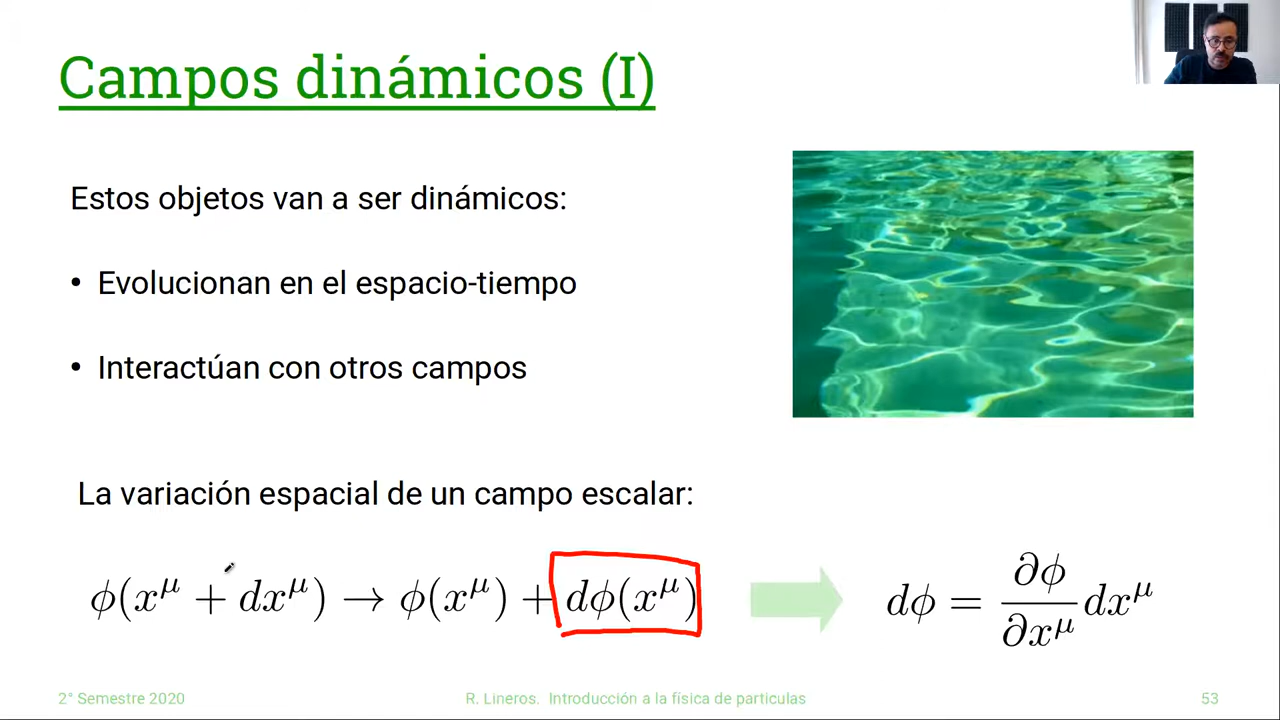 Campos dinámicos (I)
Estos objetos van a ser dinámicos:
• Evolucionan en el espacio-tiempo
• Interactúan con otros campos
La variación espacial de un campo escalar:
ϕ(x^μ + dx^μ) → ϕ(x^μ) + dϕ(x^μ)
dϕ = ∂ϕ/∂x^μ dx^μ
2° Semestre 2020
R. Lineros. Introducción a la física de particulas
53